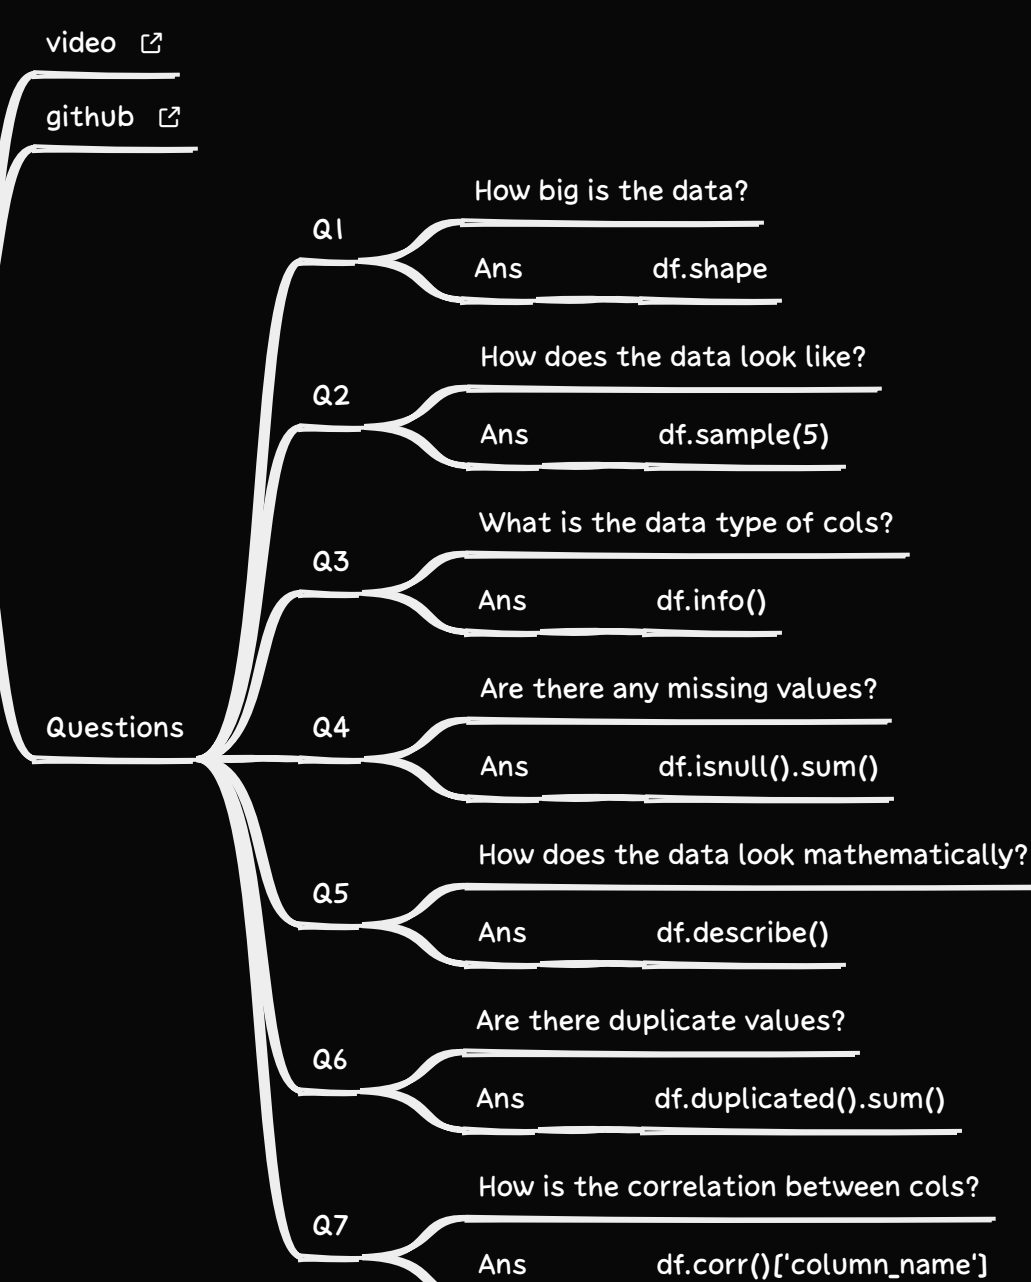 video
github
Questions
Q1
How big is the data?
Ans df.shape
Q2
How does the data look like?
Ans df.sample(5)
Q3
What is the data type of cols?
Ans df.info()
Q4
Are there any missing values?
Ans df.isnull().sum()
Q5
How does the data look mathematically?
Ans df.describe()
Q6
Are there duplicate values?
Ans df.duplicated().sum()
Q7
How is the correlation between cols?
Ans df.corr()['column_name']